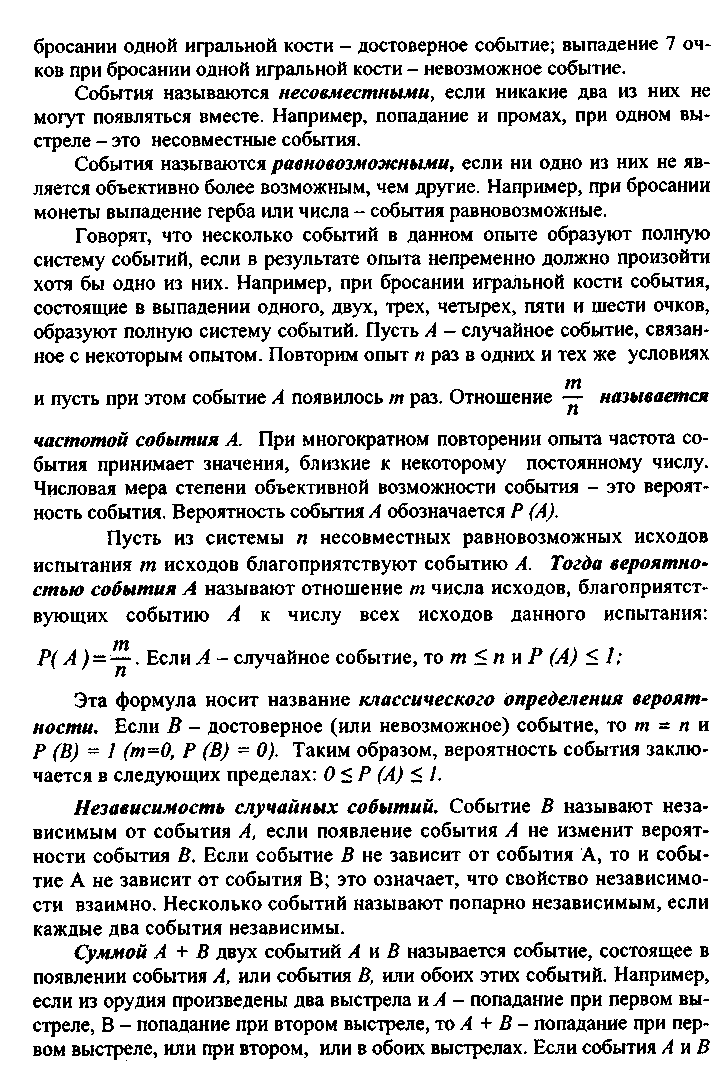 бросании одной игральной кости – достоверное событие; выпадение 7 оч-
ков при бросании одной игральной кости – невозможное событие.
События называются несовместными, если никакие два из них не
могут появляться вместе. Например, попадание и промах, при одном вы-
стреле – это несовместные события.
События называются равновозможными, если ни одно из них не яв-
ляется объективно более возможным, чем другие. Например, при бросании
монеты выпадение герба или числа – события равновозможные.
Говорят, что несколько событий в данном опыте образуют полную
систему событий, если в результате опыта непременно должно произойти
хотя бы одно из них. Например, при бросании игральной кости события,
состоящие в выпадении одного, двух, трех, четырех, пяти и шести очков,
образуют полную систему событий. Пусть А – случайное событие, связан-
ное с некоторым опытом. Повторим опыт n раз в одних и тех же условиях
и пусть при этом событие А появилось m раз. Отношение m/n называется
частотой события А. При многократном повторении опыта частота со-
бытия принимает значения, близкие к некоторому постоянному числу.
Числовая мера степени объективной возможности события – это вероят-
ность события. Вероятность события А обозначается Р (А).
Пусть из системы n несовместных равновозможных исходов
испытания m исходов благоприятствуют событию А. Тогда вероятно-
стью события А называют отношение m числа исходов, благоприятст-
вующих событию А к числу всех исходов данного испытания:
P( A )= m/n. Если А – случайное событие, то m ≤ n и Р (А) ≤ 1;
Эта формула носит название классического определения вероят-
ности. Если В – достоверное (или невозможное) событие, то m = n и
Р (В) = 1 (m=0, Р (В) = 0). Таким образом, вероятность события заклю-
чается в следующих пределах: 0 ≤ Р (А) ≤ 1.
Независимость случайных событий. Событие В называют неза-
висимым от события А, если появление события А не изменит вероят-
ности события В. Если событие В не зависит от события А, то и собы-
тие А не зависит от события В; это означает, что свойство независимо-
сти взаимно. Несколько событий называют попарно независимым, если
каждые два события независимы.
Суммой А + В двух событий А и В называется событие, состоящее в
появлении события А, или события В, или обоих этих событий. Например,
если из орудия произведены два выстрела и А – попадание при первом вы-
стреле, В – попадание при втором выстреле, то А + В – попадание при пер-
вом выстреле, или при втором, или в обоих выстрелах. Если события А и В